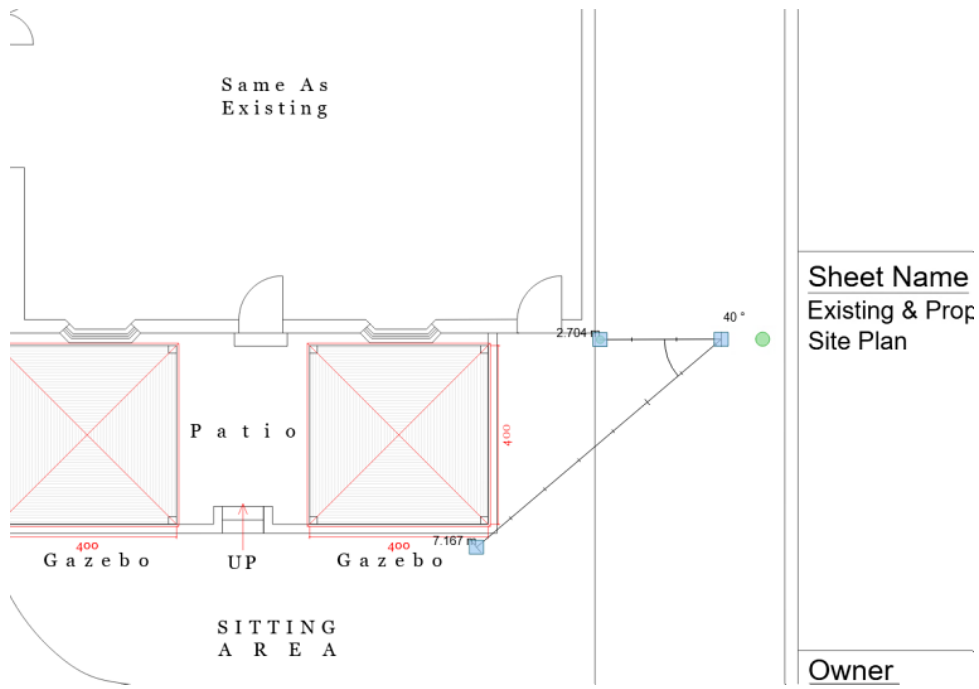 Same As
Existing
Sheet Name
Existing & Prop
Site Plan
40 °
2.704 m
Patio
400
7.167 m
400
400
Gazebo
UP
Gazebo
SITTING
AREA
Owner